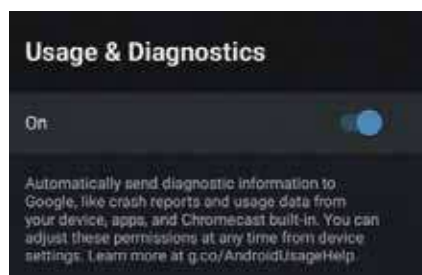 Usage & Diagnostics
On
Automatically send diagnostic information to
Google, like crash reports and usage data from
your device, apps, and Chromecast built-in. You can
adjust these permissions at any time from device
settings. Learn more at g.co/AndroidUsageHelp.